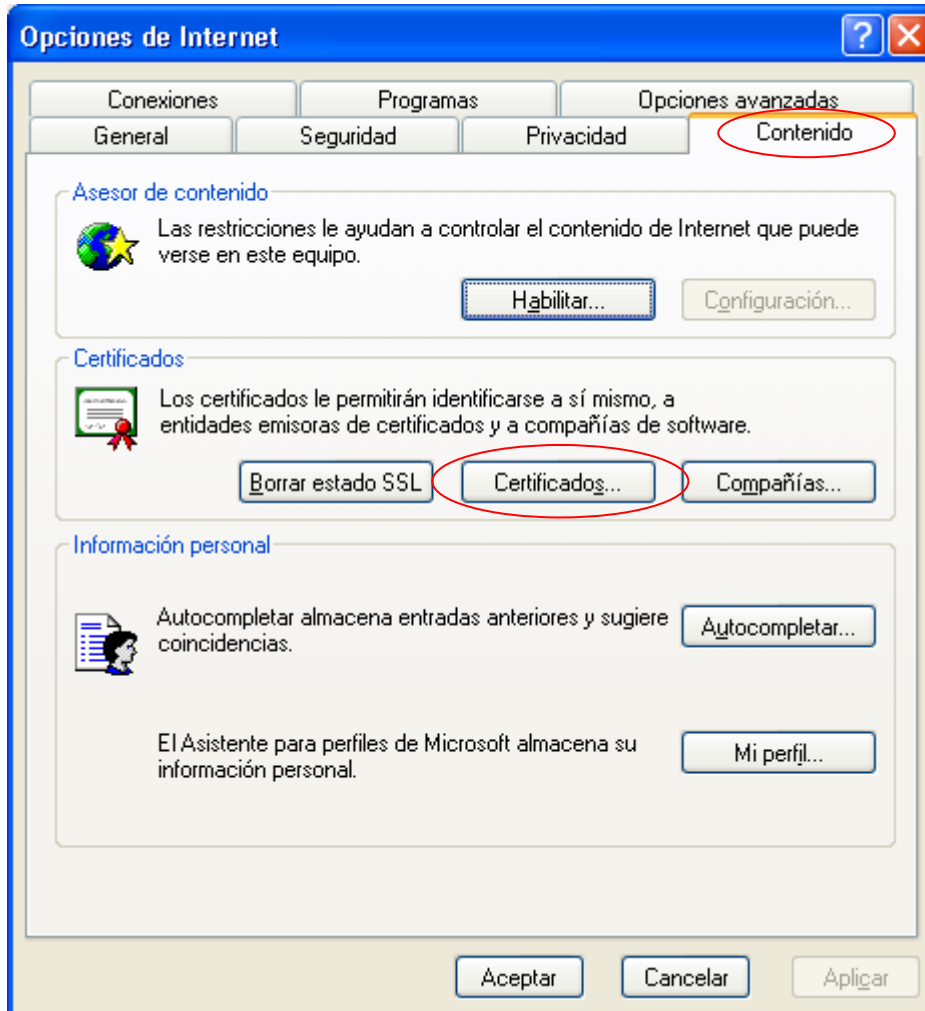 Opciones de Internet
Conexiones
Programas
Opciones avanzadas
General
Seguridad
Privacidad
Contenido
Asesor de contenido
Las restricciones le ayudan a controlar el contenido de Internet que puede
verse en este equipo.
Habilitar...
Configuración...
Certificados
Los certificados le permitirán identificarse a sí mismo, a
entidades emisoras de certificados y a compañías de software.
Borrar estado SSL
Certificados...
Compañías...
Información personal
Autocompletar almacena entradas anteriores y sugiere
coincidencias.
Autocompletar...
El Asistente para perfiles de Microsoft almacena su
información personal.
Mi perfil...
Aceptar
Cancelar
Aplicar